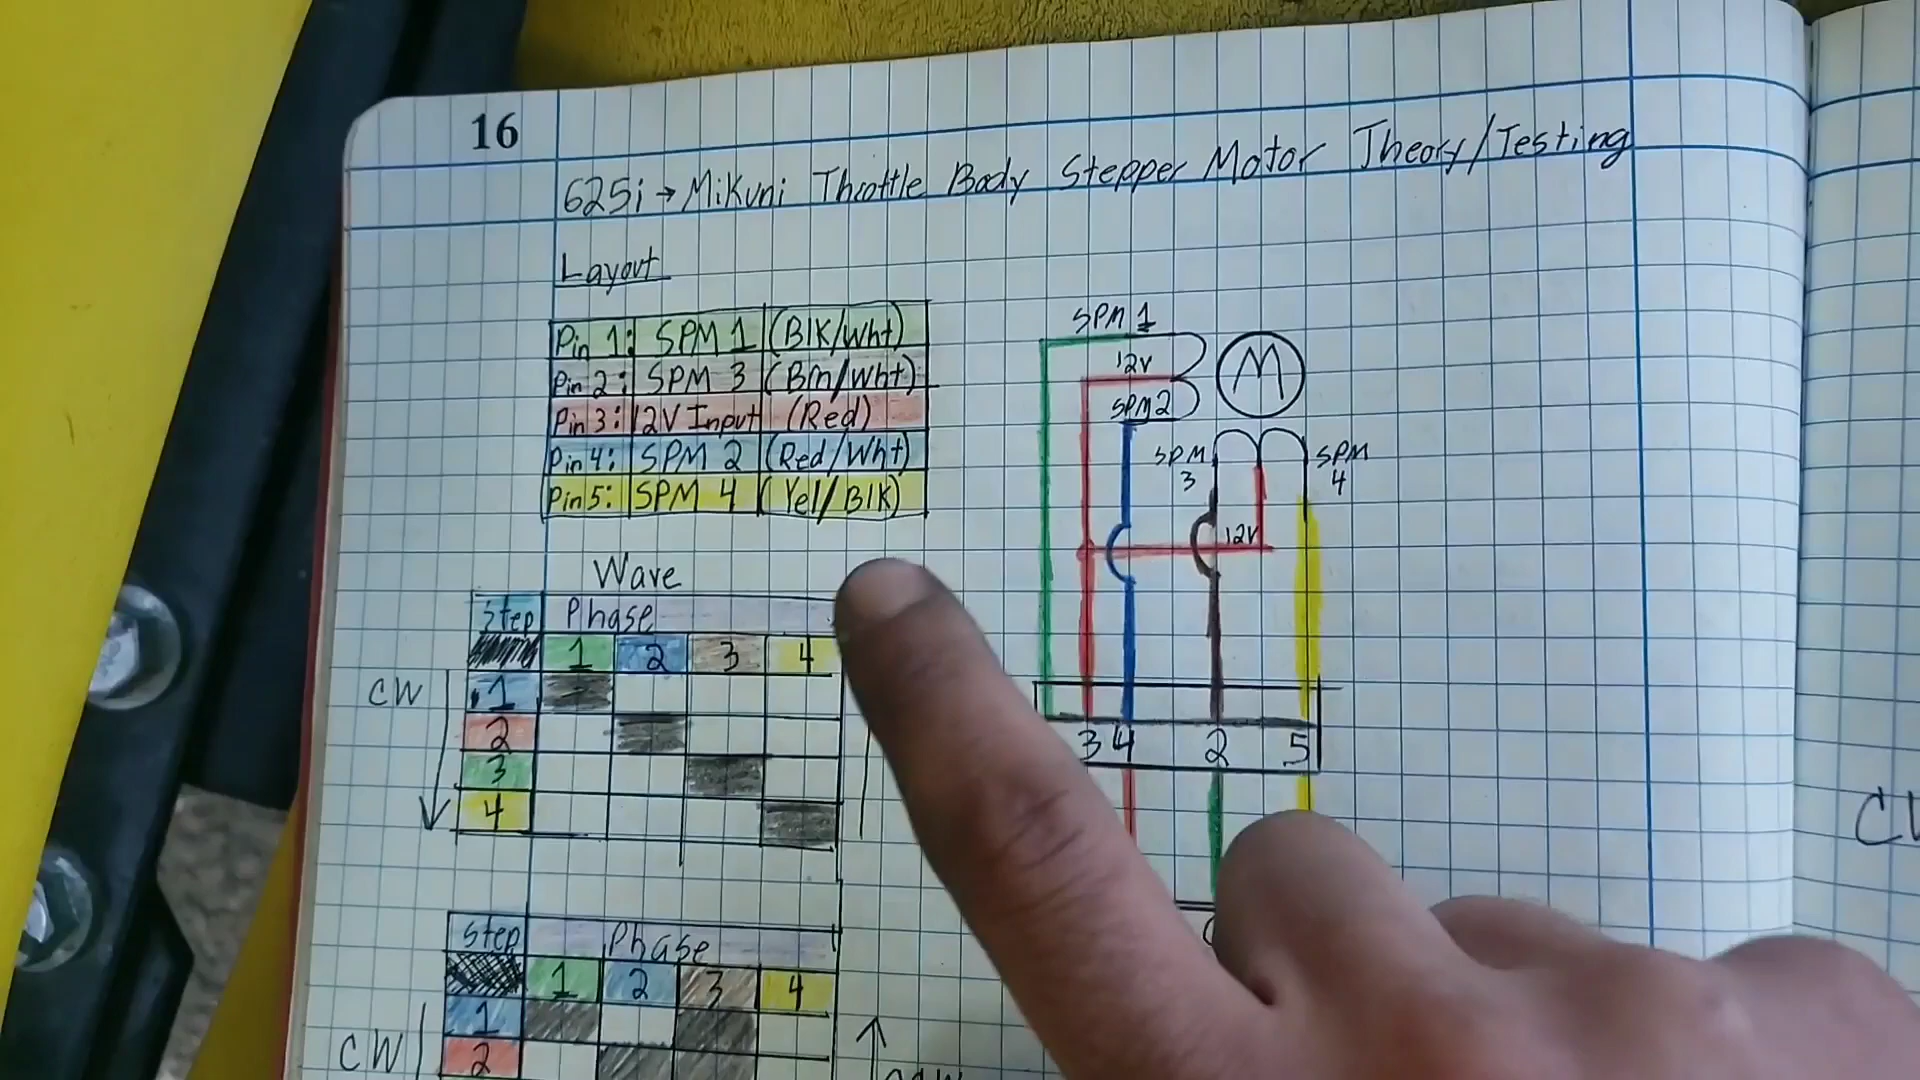 16
625i → Mikuni Throttle Body Stepper Motor Theory/Testing
Layout
Pin 1: SPM 1 (Blk/Wht)
Pin 2: SPM 3 (Brn/Wht)
Pin 3: 12V Input (Red)
Pin 4: SPM 2 (Red/Wht)
Pin 5: SPM 4 (Yel/Blk)
SPM 1
12V
SPM2
M
SPM 3
SPM 4
12V
3 4 2 5
Wave
Step Phase
1 2 3 4
CW
1
2
3
4
Step Phase
1 2 3 4
CW
1
2